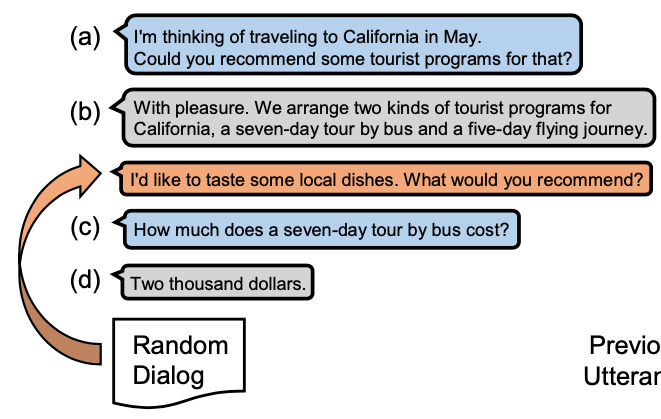 (a) I'm thinking of traveling to California in May.
Could you recommend some tourist programs for that?
(b) With pleasure. We arrange two kinds of tourist programs for
California, a seven-day tour by bus and a five-day flying journey.
I'd like to taste some local dishes. What would you recommend?
(c) How much does a seven-day tour by bus cost?
(d) Two thousand dollars.
Random
Dialog
Previo
Utterar